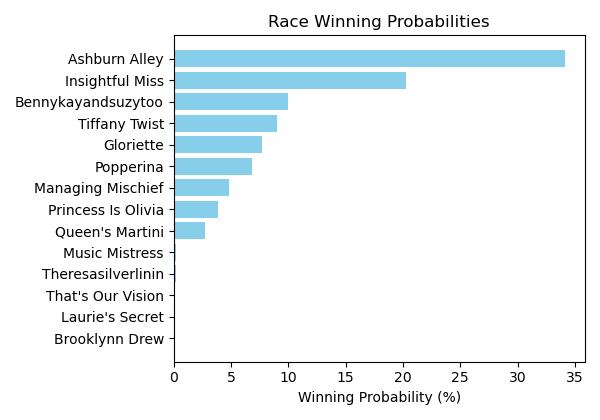 Race Winning Probabilities
Ashburn Alley
Insightful Miss
Bennykayandsuzytoo
Tiffany Twist
Gloriette
Popperina
Managing Mischief
Princess Is Olivia
Queen's Martini
Music Mistress
Theresasilverlinin
That's Our Vision
Laurie's Secret
Brooklynn Drew
0 5 10 15 20 25 30 35
Winning Probability (%)